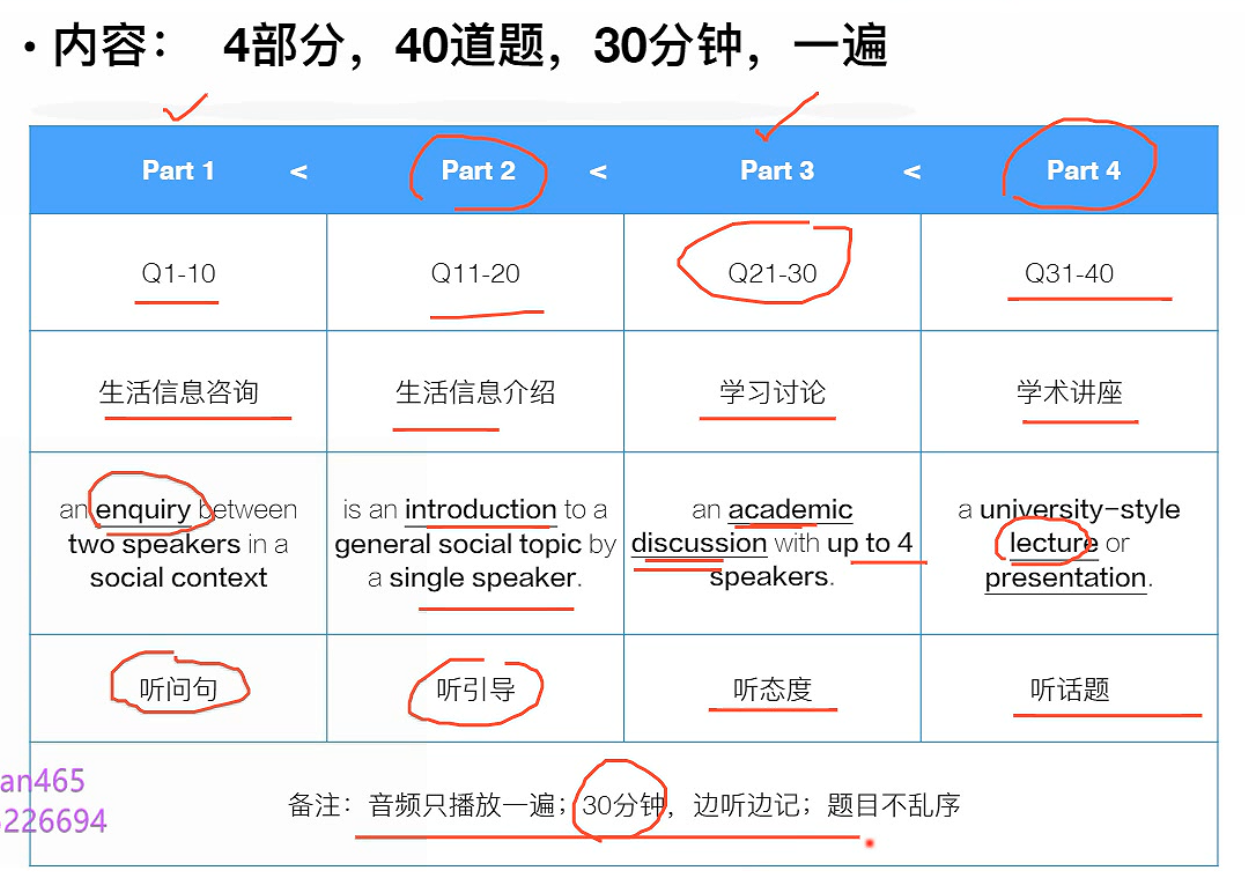 • 内容： 4部分，40道题，30分钟，一遍
Part 1 < Part 2 < Part 3 < Part 4
Q1-10 Q11-20 Q21-30 Q31-40
生活信息咨询 生活信息介绍 学习讨论 学术讲座
an enquiry between
two speakers in a
social context
is an introduction to a
general social topic by
a single speaker.
an academic
discussion with up to 4
speakers.
a university-style
lecture or
presentation.
听问句 听引导 听态度 听话题
an465
226694
备注：音频只播放一遍；30分钟，边听边记；题目不乱序